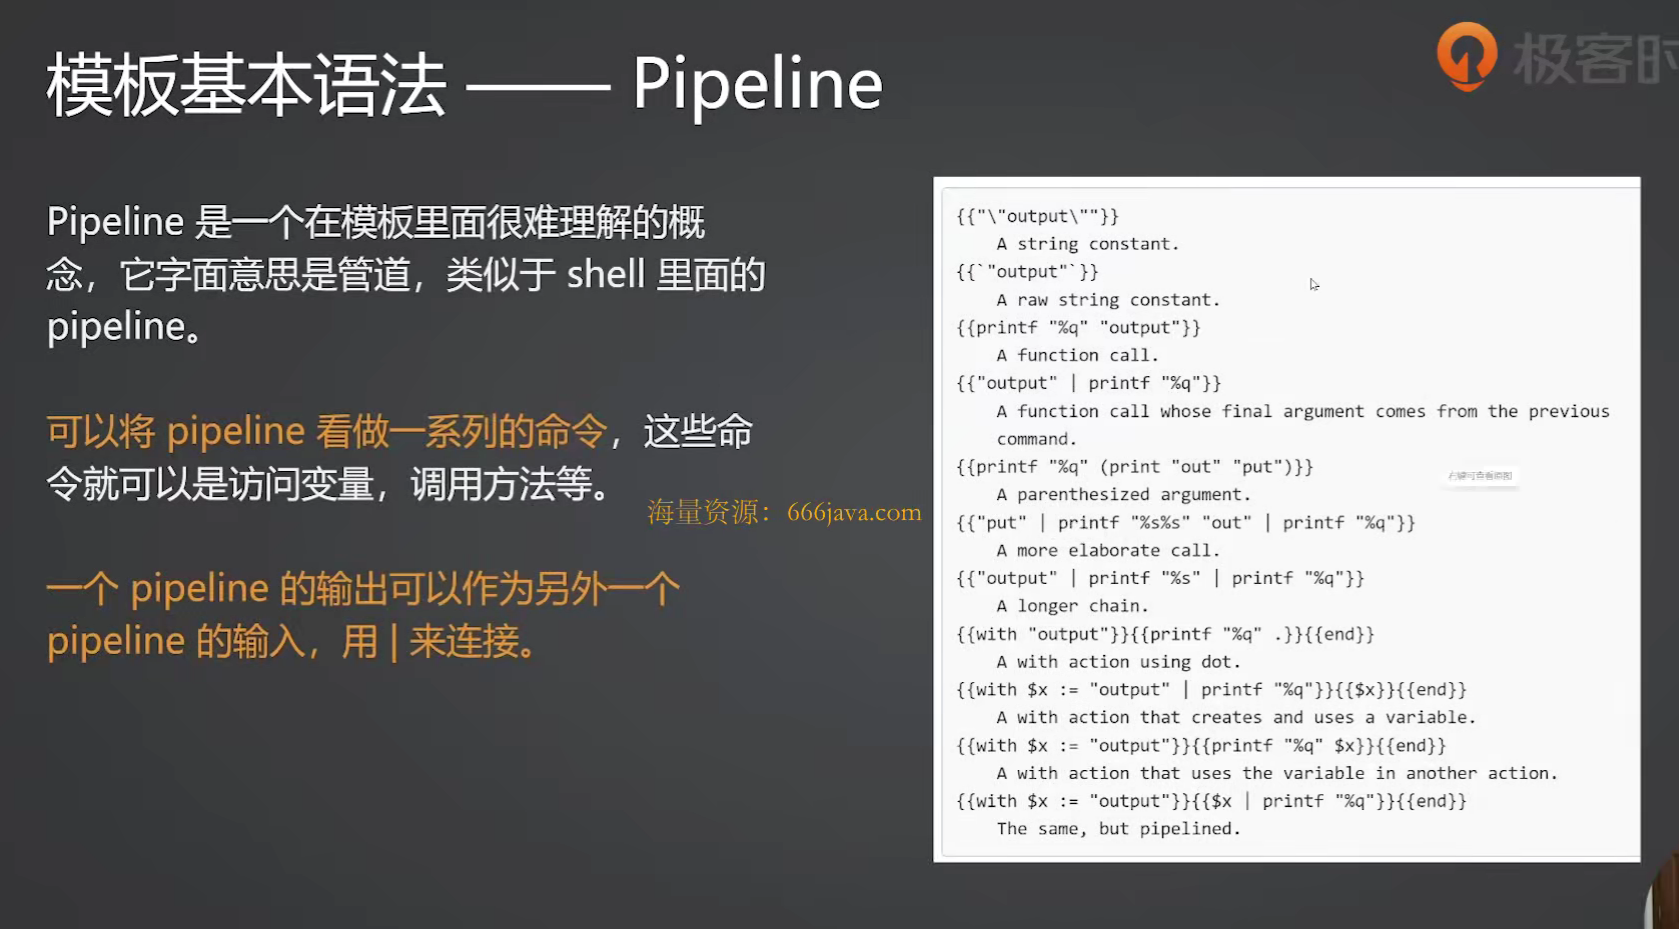 模板基本语法 —— Pipeline
极客时
Pipeline 是一个在模板里面很难理解的概
念，它字面意思是管道，类似于 shell 里面的
pipeline。
可以将 pipeline 看做一系列的命令，这些命
令就可以是访问变量，调用方法等。
海量资源：666java.com
一个 pipeline 的输出可以作为另外一个
pipeline 的输入，用 | 来连接。
{{"\"output\""}}
A string constant.
{{`"output"`}}
A raw string constant.
{{printf "%q" "output"}}
A function call.
{{"output" | printf "%q"}}
A function call whose final argument comes from the previous
command.
{{printf "%q" (print "out" "put")}}
A parenthesized argument.
右键可查看原图
{{"put" | printf "%s%s" "out" | printf "%q"}}
A more elaborate call.
{{"output" | printf "%s" | printf "%q"}}
A longer chain.
{{with "output"}}{{printf "%q" .}}{{end}}
A with action using dot.
{{with $x := "output" | printf "%q"}}{{$x}}{{end}}
A with action that creates and uses a variable.
{{with $x := "output"}}{{printf "%q" $x}}{{end}}
A with action that uses the variable in another action.
{{with $x := "output"}}{{$x | printf "%q"}}{{end}}
The same, but pipelined.